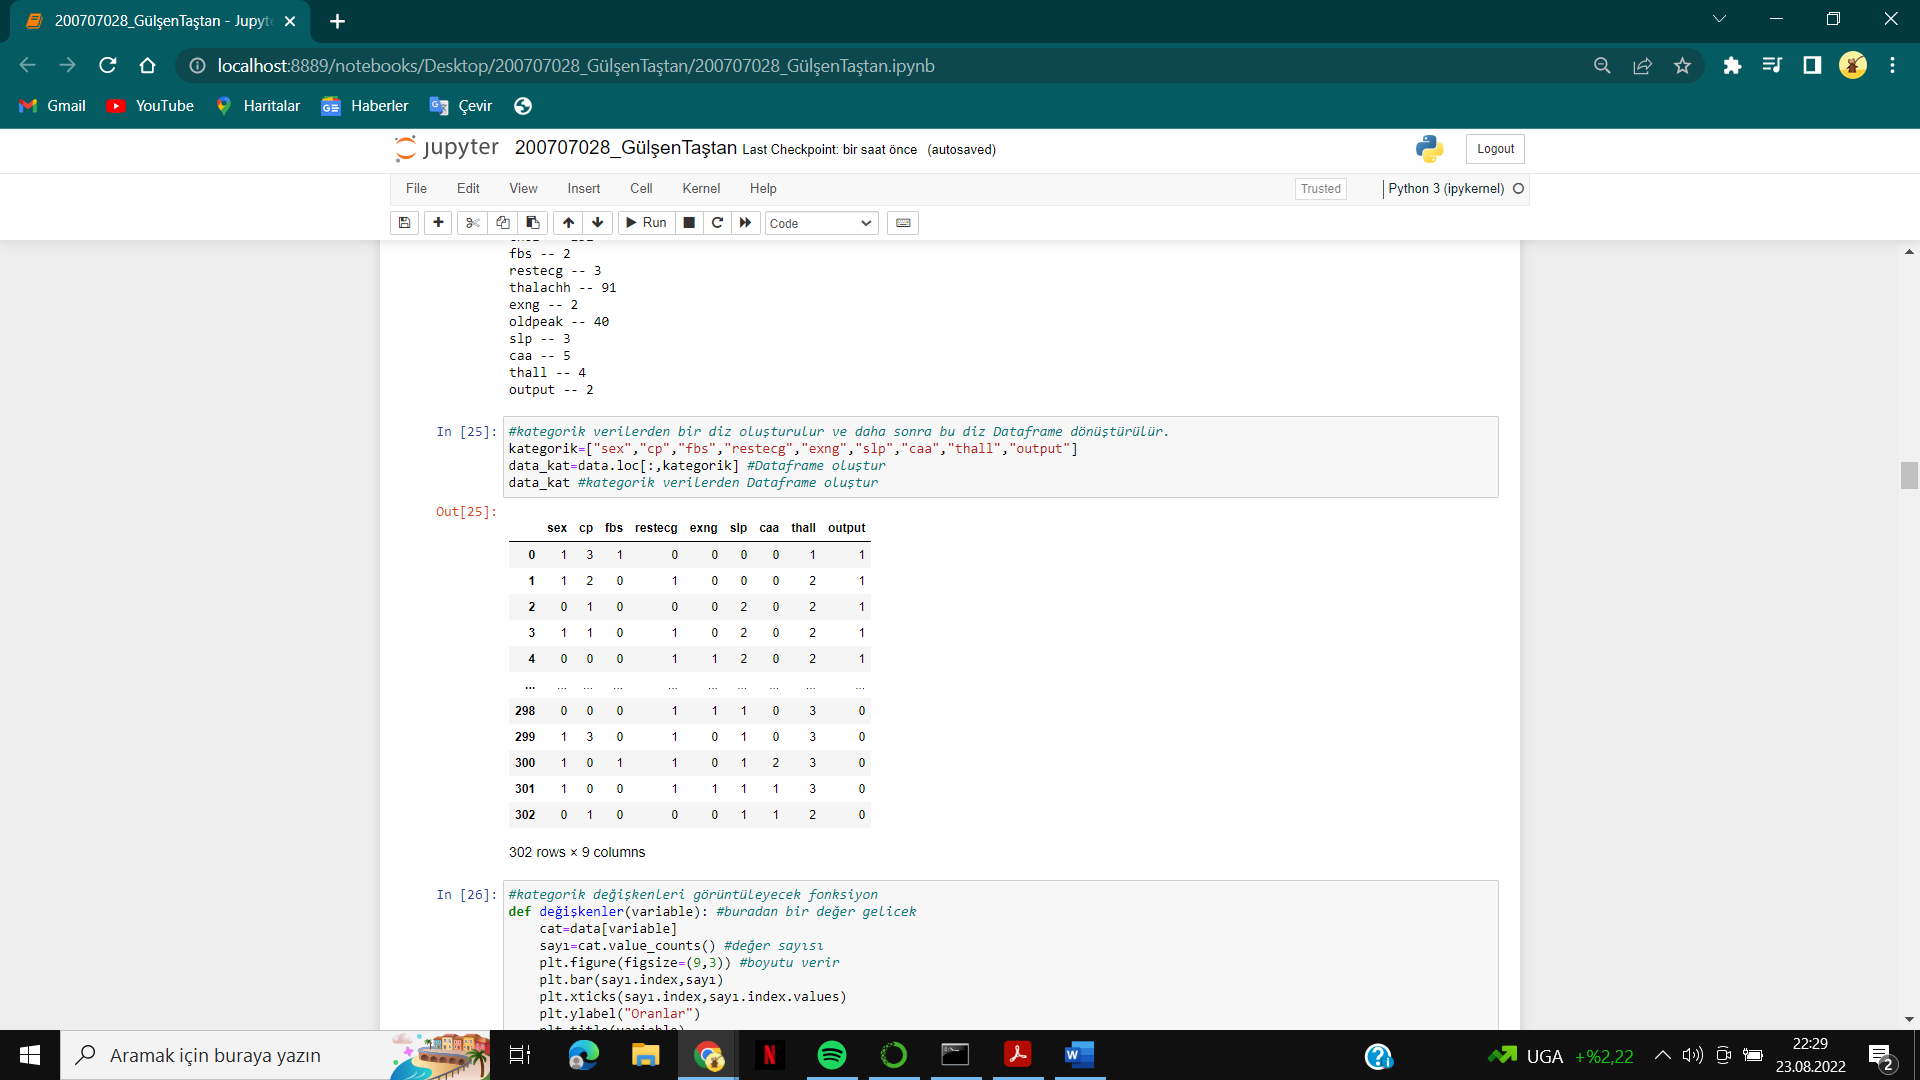 200707028_GülşenTaştan - Jupyt
localhost:8889/notebooks/Desktop/200707028_GülşenTaştan/200707028_GülşenTaştan.ipynb
Gmail YouTube Haritalar Haberler Çevir
jupyter 200707028_GülşenTaştan Last Checkpoint: bir saat önce (autosaved)
Logout
File Edit View Insert Cell Kernel Help
Trusted Python 3 (ipykernel)
Run Code
fbs -- 2
restecg -- 3
thalachh -- 91
exng -- 2
oldpeak -- 40
slp -- 3
caa -- 5
thall -- 4
output -- 2
In [25]: #kategorik verilerden bir diz oluşturulur ve daha sonra bu diz Dataframe dönüştürülür.
kategorik=["sex","cp","fbs","restecg","exng","slp","caa","thall","output"]
data_kat=data.loc[:,kategorik] #Dataframe oluştur
data_kat #kategorik verilerden Dataframe oluştur
Out[25]:
sex cp fbs restecg exng slp caa thall output
0 1 3 1 0 0 0 0 1 1
1 1 2 0 1 0 0 0 2 1
2 0 1 0 0 0 2 0 2 1
3 1 1 0 1 0 2 0 2 1
4 0 0 0 1 1 2 0 2 1
... ... ... ... ... ... ... ... ... ...
298 0 0 0 1 1 1 0 3 0
299 1 3 0 1 0 1 0 3 0
300 1 0 1 1 0 1 2 3 0
301 1 0 0 1 1 1 1 3 0
302 0 1 0 0 0 1 1 2 0
302 rows × 9 columns
In [26]: #kategorik değişkenleri görüntüleyecek fonksiyon
def değişkenler(variable): #buradan bir değer gelicek
cat=data[variable]
sayı=cat.value_counts() #değer sayısı
plt.figure(figsize=(9,3)) #boyutu verir
plt.bar(sayı.index,sayı)
plt.xticks(sayı.index,sayı.index.values)
plt.ylabel("Oranlar")
plt.title(variable)
Aramak için buraya yazın
UGA +%2,22
22:29
23.08.2022
2